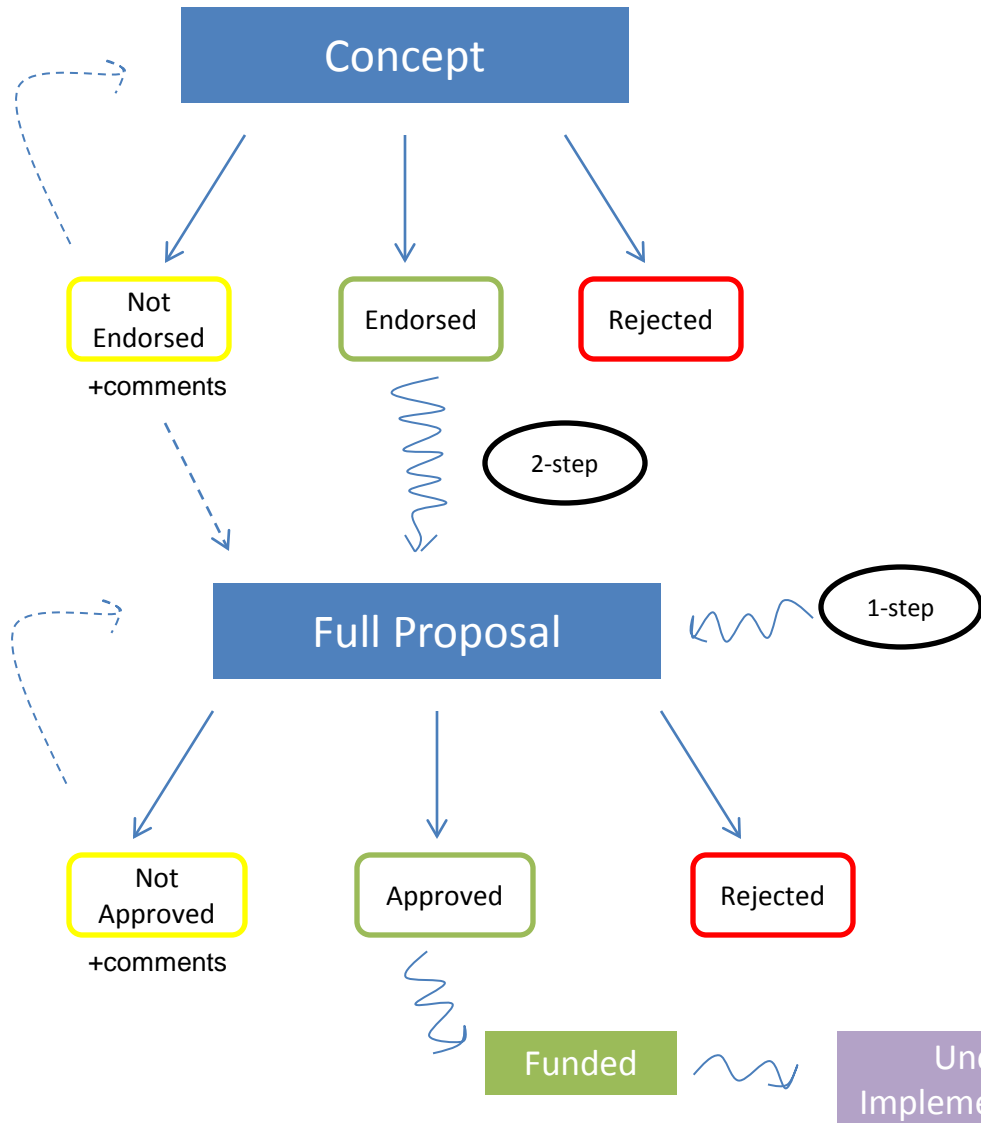 Concept
Not
Endorsed
Endorsed
Rejected
+comments
2-step
1-step
Full Proposal
Not
Approved
Approved
Rejected
+comments
Funded